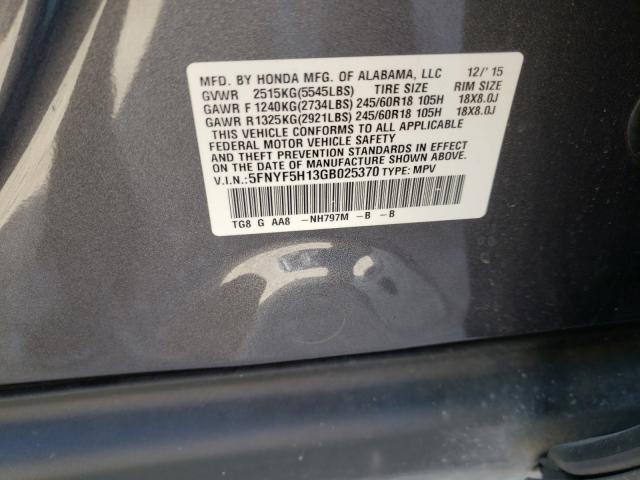 MFD. BY HONDA MFG. OF ALABAMA, LLC 12/'15
GVWR 2515KG(5545LBS) TIRE SIZE RIM SIZE
GAWR F 1240KG(2734LBS) 245/60R18 105H 18X8.0J
GAWR R1325KG(2921LBS) 245/60R18 105H 18X8.0J
THIS VEHICLE CONFORMS TO ALL APPLICABLE
FEDERAL MOTOR VEHICLE SAFETY
AND THEFT PREVENTION STANDARDS IN EFFECT ON
THE DATE OF MANUFACTURE SHOWN ABOVE.
V.I.N.:5FNYF5H13GB025370 TYPE: MPV
TG8 G AA8 -NH797M -B -B